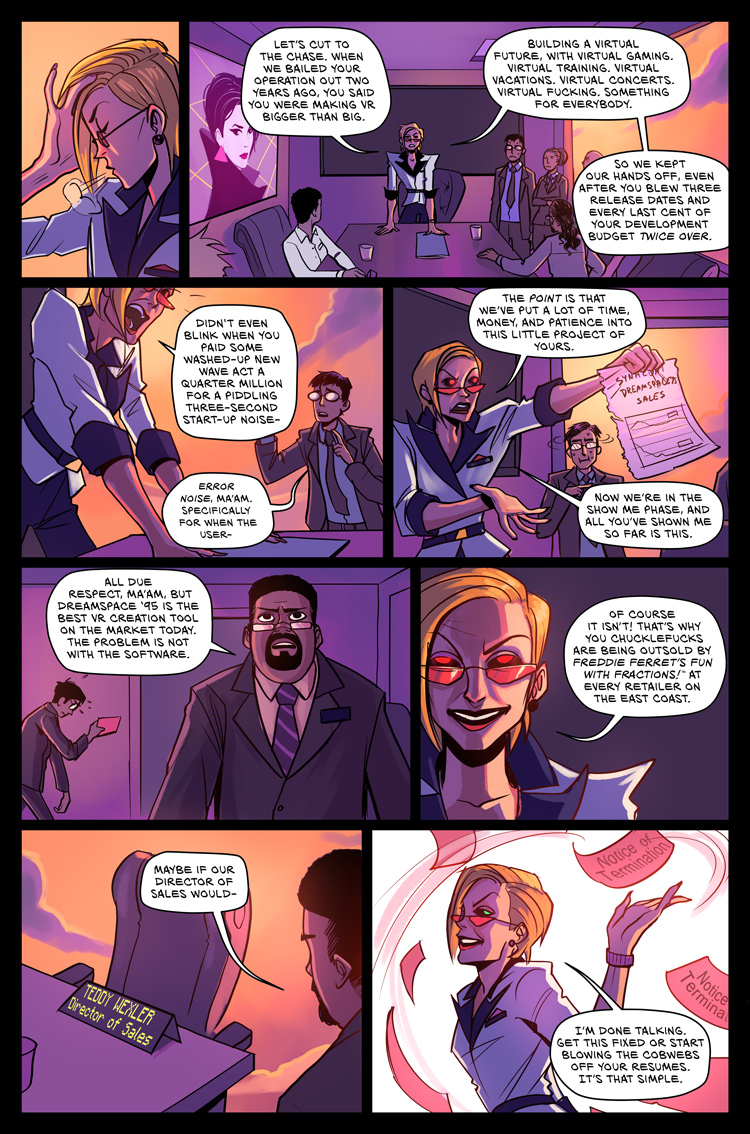 LET'S CUT TO
THE CHASE, WHEN
WE BAILED YOUR
OPERATION OUT TWO
YEARS AGO, YOU SAID
YOU WERE MAKING VR
BIGGER THAN BIG.
BUILDING A VIRTUAL
FUTURE, WITH VIRTUAL GAMING.
VIRTUAL TRAINING. VIRTUAL
VACATIONS. VIRTUAL CONCERTS.
VIRTUAL FUCKING. SOMETHING
FOR EVERYBODY.
SO WE KEPT
OUR HANDS OFF, EVEN
AFTER YOU BLEW THREE
RELEASE DATES AND
EVERY LAST CENT OF
YOUR DEVELOPMENT
BUDGET TWICE OVER.
DIDN'T EVEN
BLINK WHEN YOU
PAID SOME
WASHED-UP NEW
WAVE ACT A
QUARTER MILLION
FOR A PIDDLING
THREE-SECOND
START-UP NOISE-
ERROR
NOISE, MA'AM.
SPECIFICALLY
FOR WHEN THE
USER-
THE POINT IS THAT
WE'VE PUT A LOT OF TIME,
MONEY, AND PATIENCE INTO
THIS LITTLE PROJECT OF
YOURS.
DREAMSPACE
SALES
NOW WE'RE IN THE
SHOW ME PHASE, AND
ALL YOU'VE SHOWN ME
SO FAR IS THIS.
ALL DUE
RESPECT, MA'AM, BUT
DREAMSPACE '95 IS THE
BEST VR CREATION TOOL
ON THE MARKET TODAY.
THE PROBLEM IS NOT
WITH THE SOFTWARE.
OF COURSE
IT ISN'T! THAT'S WHY
YOU CHUCKLEFUCKS
ARE BEING OUTSOLD BY
FREDDIE FERRET'S FUN
WITH FRACTIONS!™ AT
EVERY RETAILER ON
THE EAST COAST.
MAYBE IF OUR
DIRECTOR OF
SALES WOULD-
TEDDY WEXLER
Director of Sales
Notice of
Termination
Notice of
Terminat
I'M DONE TALKING.
GET THIS FIXED OR START
BLOWING THE COBWEBS
OFF YOUR RESUMES.
IT'S THAT SIMPLE.